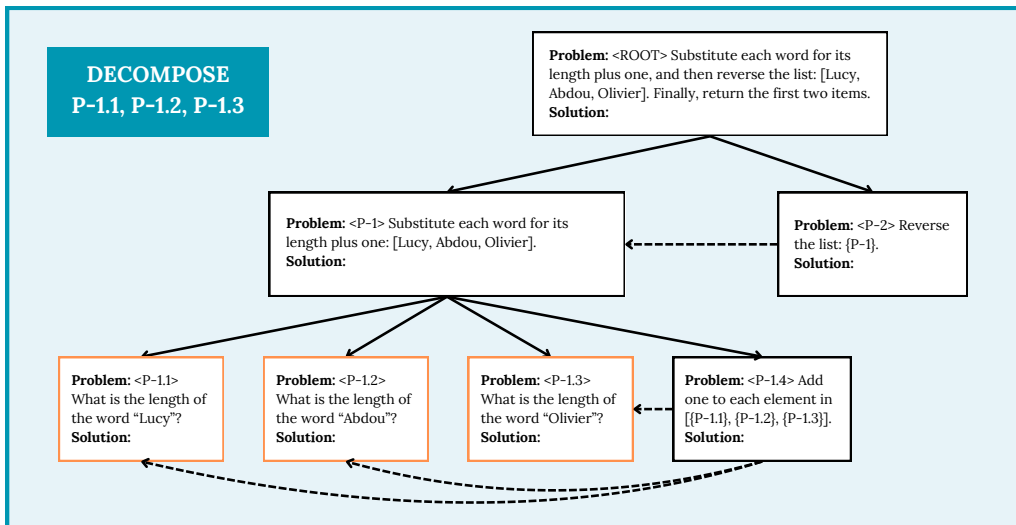 DECOMPOSE
P-1.1, P-1.2, P-1.3
Problem: <ROOT> Substitute each word for its
length plus one, and then reverse the list: [Lucy,
Abdou, Olivier]. Finally, return the first two items.
Solution:
Problem: <P-1> Substitute each word for its
length plus one: [Lucy, Abdou, Olivier].
Solution:
Problem: <P-2> Reverse
the list: {P-1}.
Solution:
Problem: <P-1.1>
What is the length of
the word “Lucy”?
Solution:
Problem: <P-1.2>
What is the length of
the word “Abdou”?
Solution:
Problem: <P-1.3>
What is the length of
the word “Olivier”?
Solution:
Problem: <P-1.4> Add
one to each element in
[{P-1.1}, {P-1.2}, {P-1.3}].
Solution: